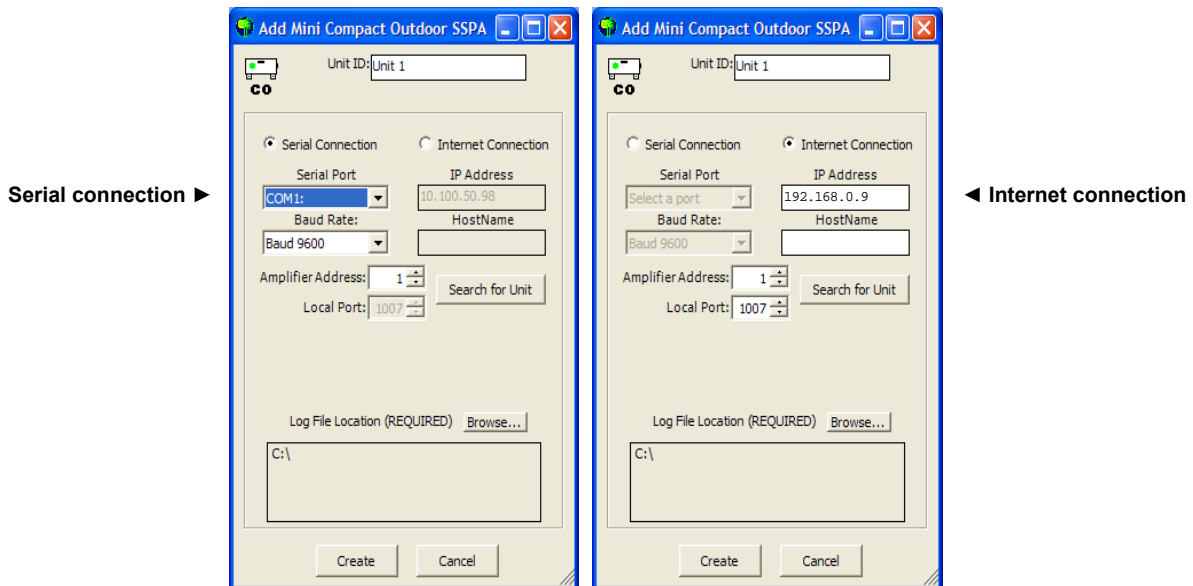 Serial connection ►
Add Mini Compact Outdoor SSPA
Unit ID: Unit 1
CO
Serial Connection Internet Connection
Serial Port IP Address
COM1: 10.100.50.98
Baud Rate: HostName
Baud 9600
Amplifier Address: 1 Search for Unit
Local Port: 1007
Log File Location (REQUIRED) Browse...
C:\
Create Cancel
Add Mini Compact Outdoor SSPA
Unit ID: Unit 1
CO
Serial Connection Internet Connection
Serial Port IP Address
Select a port 192.168.0.9
Baud Rate: HostName
Baud 9600
Amplifier Address: 1 Search for Unit
Local Port: 1007
Log File Location (REQUIRED) Browse...
C:\
Create Cancel
◄ Internet connection